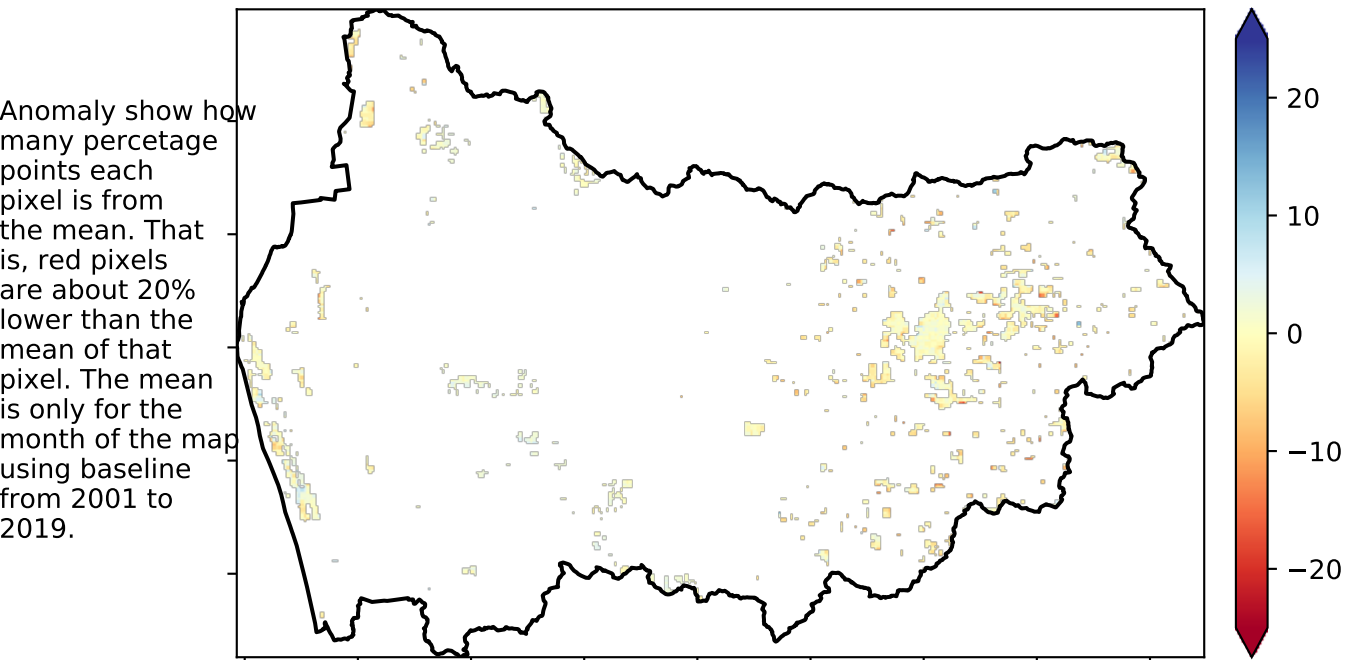 Anomaly show how
many percetage
points each
pixel is from
the mean. That
is, red pixels
are about 20%
lower than the
mean of that
pixel. The mean
is only for the
month of the map
using baseline
from 2001 to
2019.
20
10
0
−10
−20